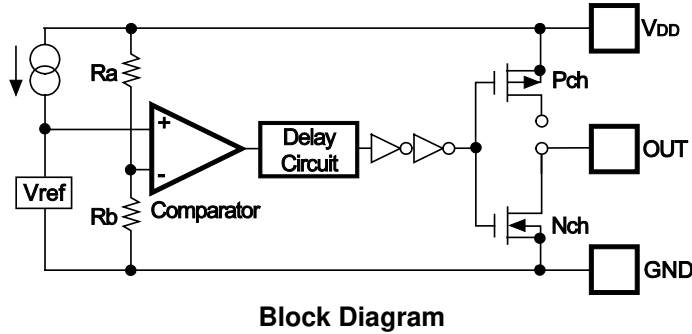 VDD
Ra
Pch
+
Delay
Circuit
OUT
-
Vref
Rb
Comparator
Nch
GND
Block Diagram